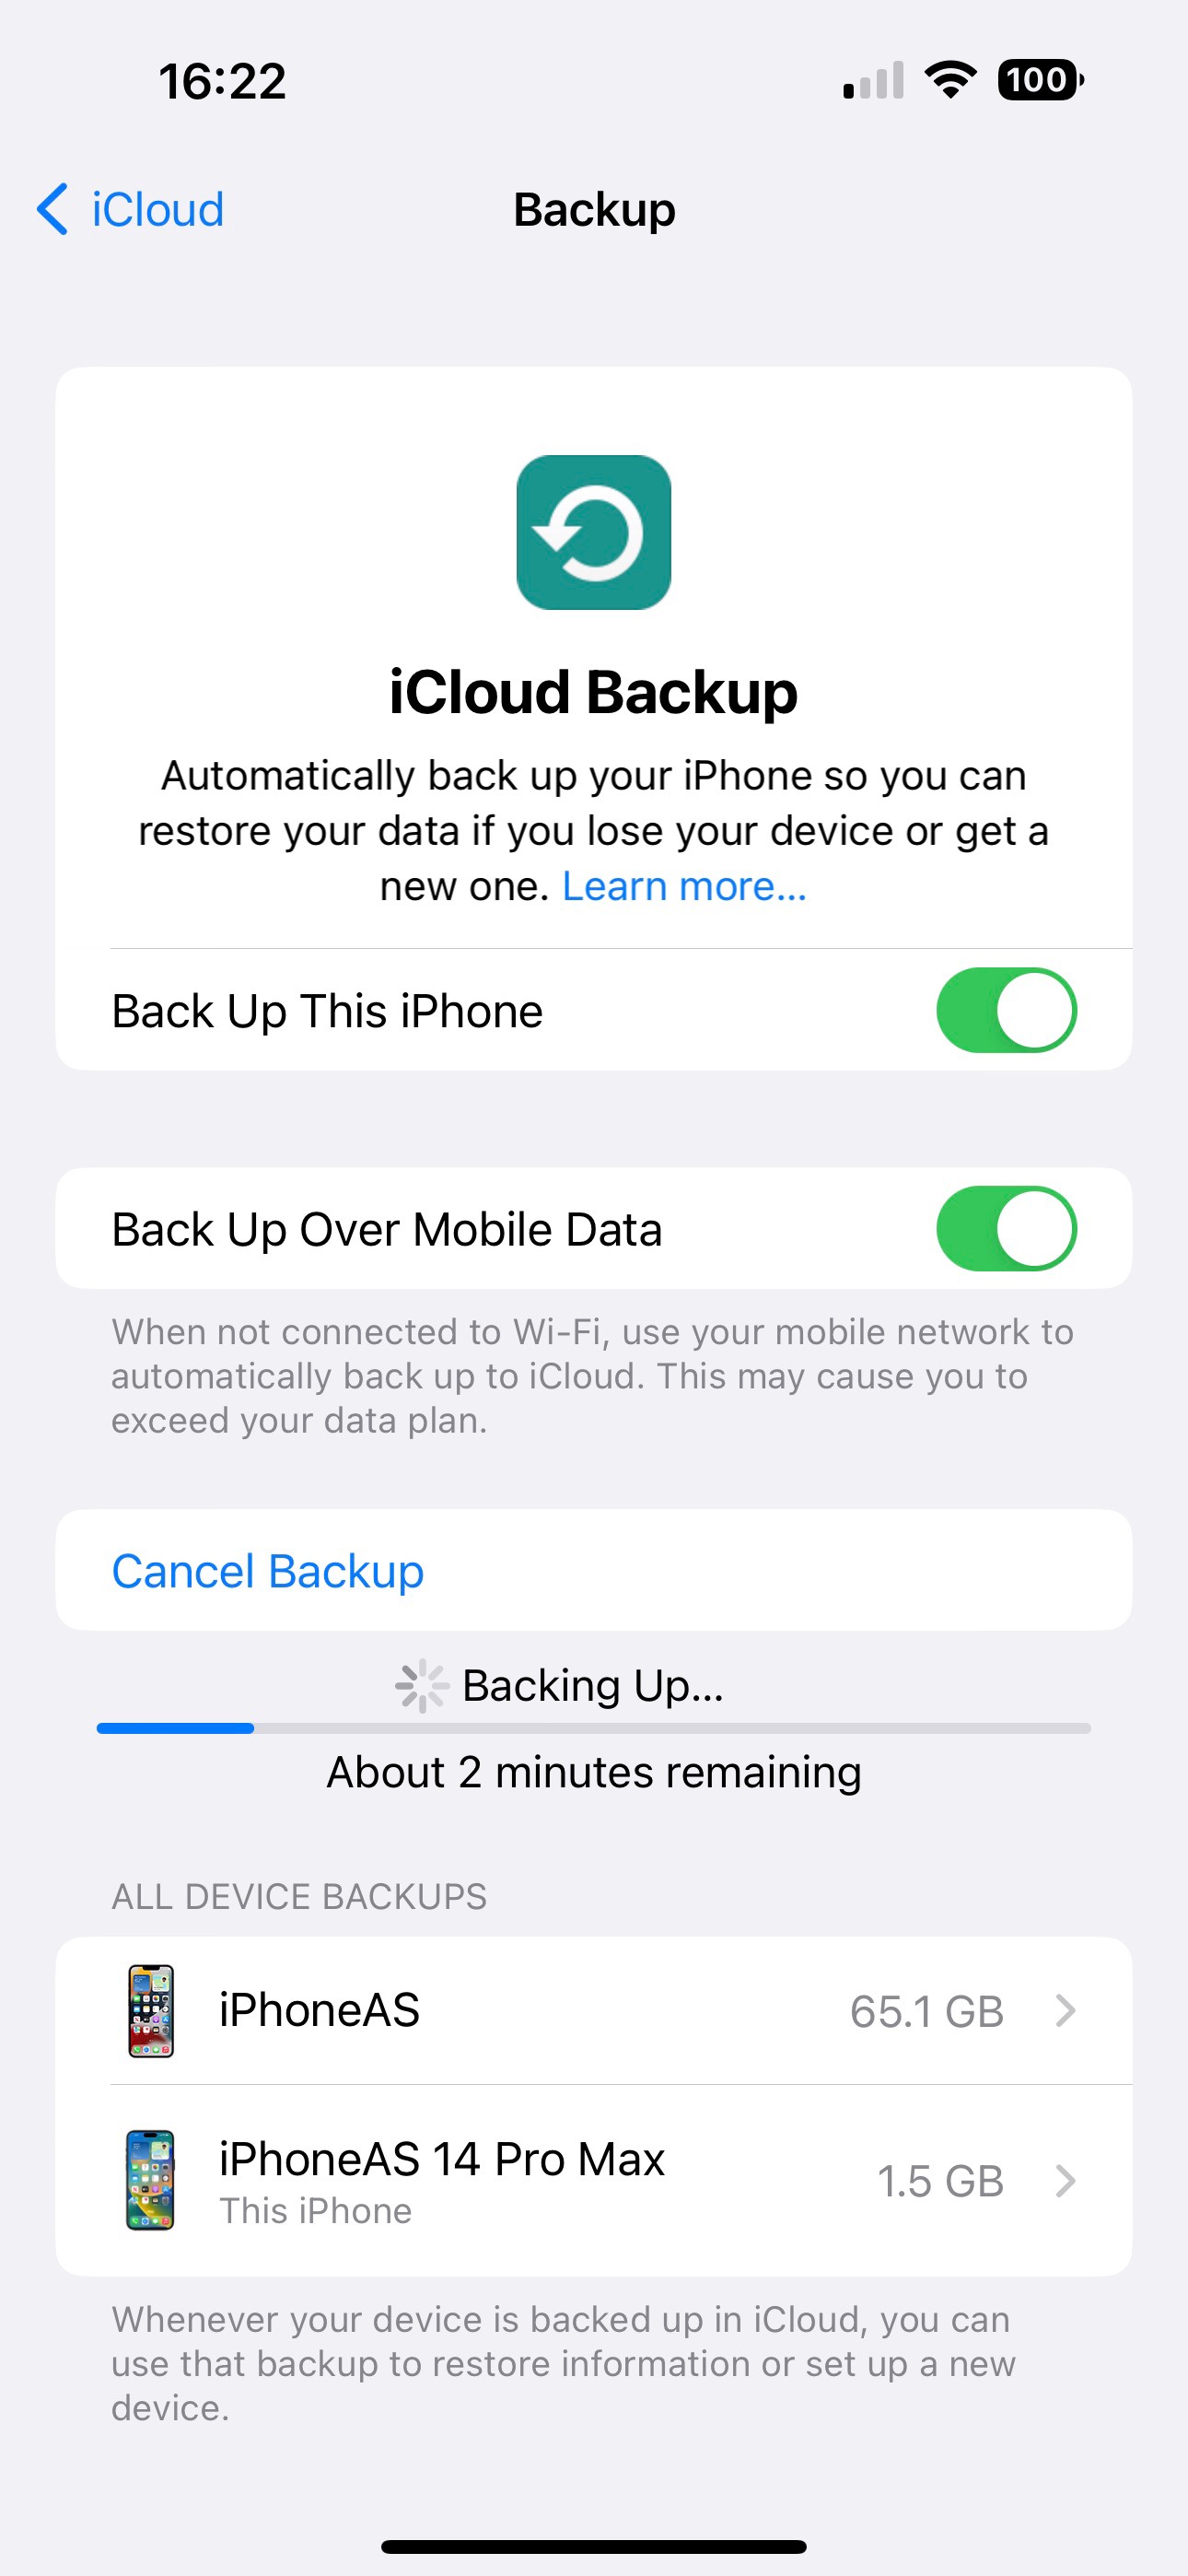 16:22
100
iCloud
Backup
iCloud Backup
Automatically back up your iPhone so you can
restore your data if you lose your device or get a
new one. Learn more...
Back Up This iPhone
Back Up Over Mobile Data
When not connected to Wi-Fi, use your mobile network to
automatically back up to iCloud. This may cause you to
exceed your data plan.
Cancel Backup
Backing Up...
About 2 minutes remaining
ALL DEVICE BACKUPS
iPhoneAS
65.1 GB
iPhoneAS 14 Pro Max
This iPhone
1.5 GB
Whenever your device is backed up in iCloud, you can
use that backup to restore information or set up a new
device.